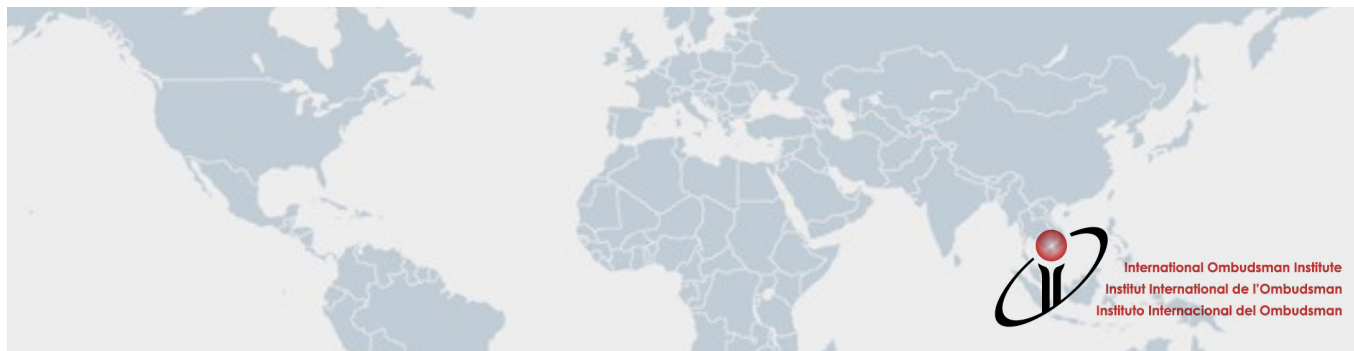 International Ombudsman Institute
Institut International de l'Ombudsman
Instituto Internacional del Ombudsman